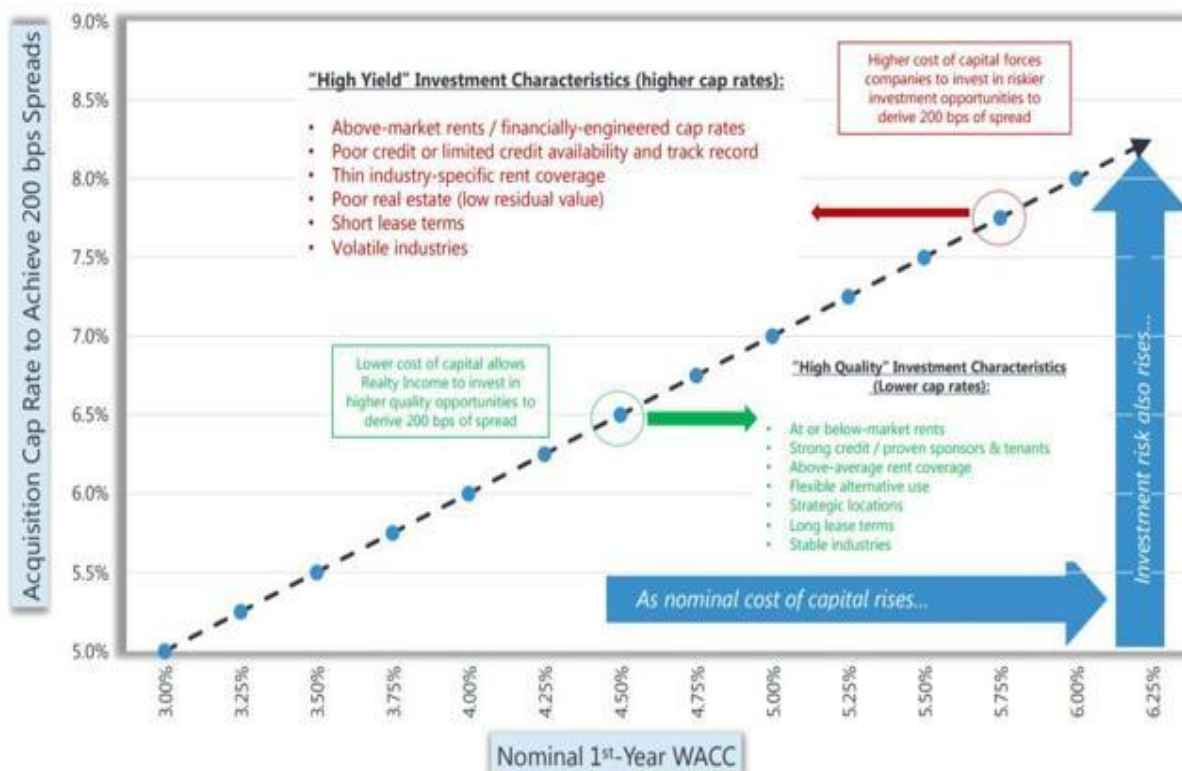 Acquisition Cap Rate to Achieve 200 bps Spreads
9.0%
8.5%
8.0%
7.5%
7.0%
6.5%
6.0%
5.5%
5.0%
"High Yield" Investment Characteristics (higher cap rates):
• Above-market rents / financially-engineered cap rates
• Poor credit or limited credit availability and track record
• Thin industry-specific rent coverage
• Poor real estate (low residual value)
• Short lease terms
• Volatile industries
Higher cost of capital forces
companies to invest in riskier
investment opportunities to
derive 200 bps of spread
Lower cost of capital allows
Realty Income to invest in
higher quality opportunities to
derive 200 bps of spread
"High Quality" Investment Characteristics
(Lower cap rates):
• At or below-market rents
• Strong credit / proven sponsors & tenants
• Above-average rent coverage
• Flexible alternative use
• Strategic locations
• Long lease terms
• Stable industries
As nominal cost of capital rises...
Investment risk also rises...
3.00%
3.25%
3.50%
3.75%
4.00%
4.25%
4.50%
4.75%
5.00%
5.25%
5.50%
5.75%
6.00%
6.25%
Nominal 1st-Year WACC